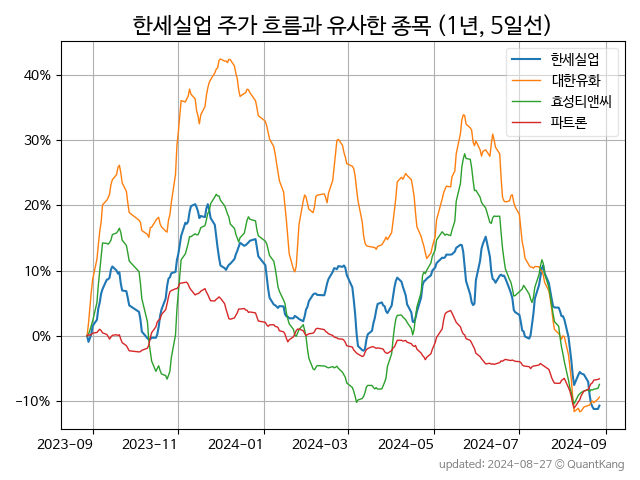 한세실업 주가 흐름과 유사한 종목 (1년, 5일선)
한세실업
대한유화
효성티앤씨
파트론
40%
30%
20%
10%
0%
−10%
2023-09
2023-11
2024-01
2024-03
2024-05
2024-07
2024-09
updated: 2024-08-27 © QuantKang